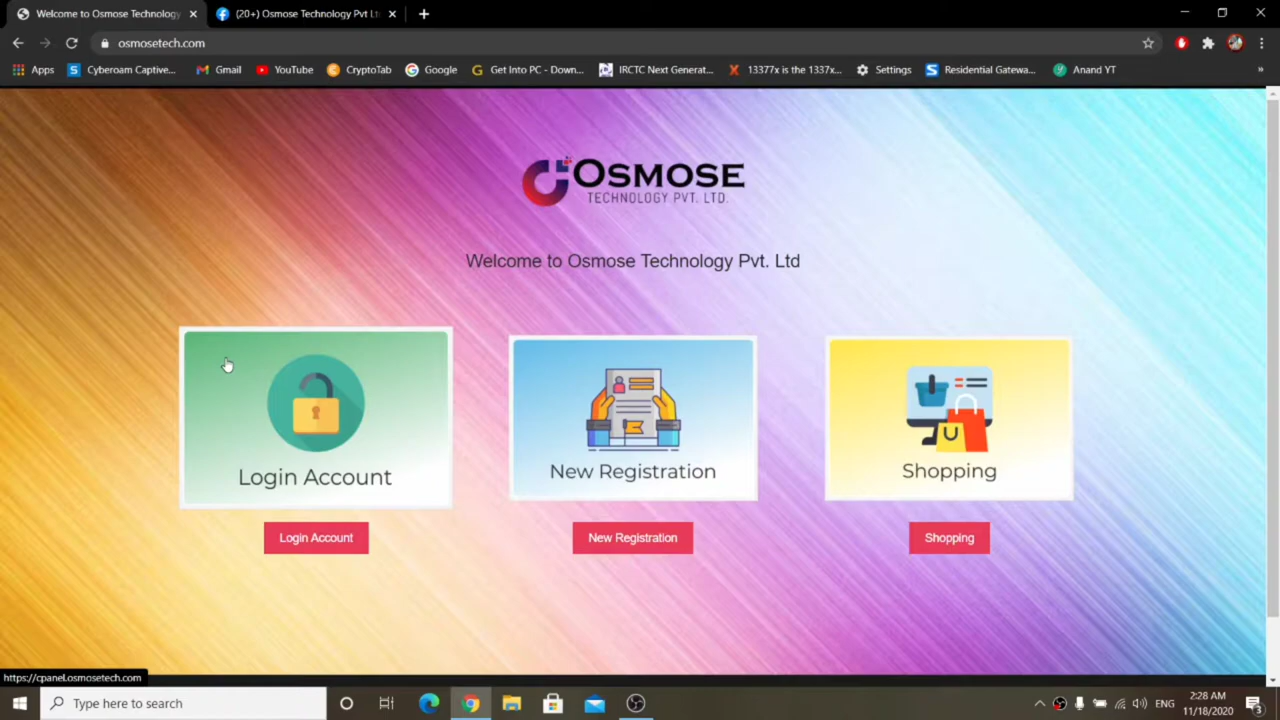 Welcome to Osmose Technology
(20+) Osmose Technology Pvt Lt
osmosetech.com
Apps
Cyberoam Captive...
Gmail
YouTube
CryptoTab
Google
Get Into PC - Down...
IRCTC Next Generat...
13377x is the 1337x...
Settings
Residential Gatewa...
Anand YT
»
OSMOSE
TECHNOLOGY PVT. LTD.
Welcome to Osmose Technology Pvt. Ltd
Login Account
New Registration
Shopping
Login Account
New Registration
Shopping
https://cpanel.osmosetech.com
Type here to search
ENG
2:28 AM
11/18/2020
3